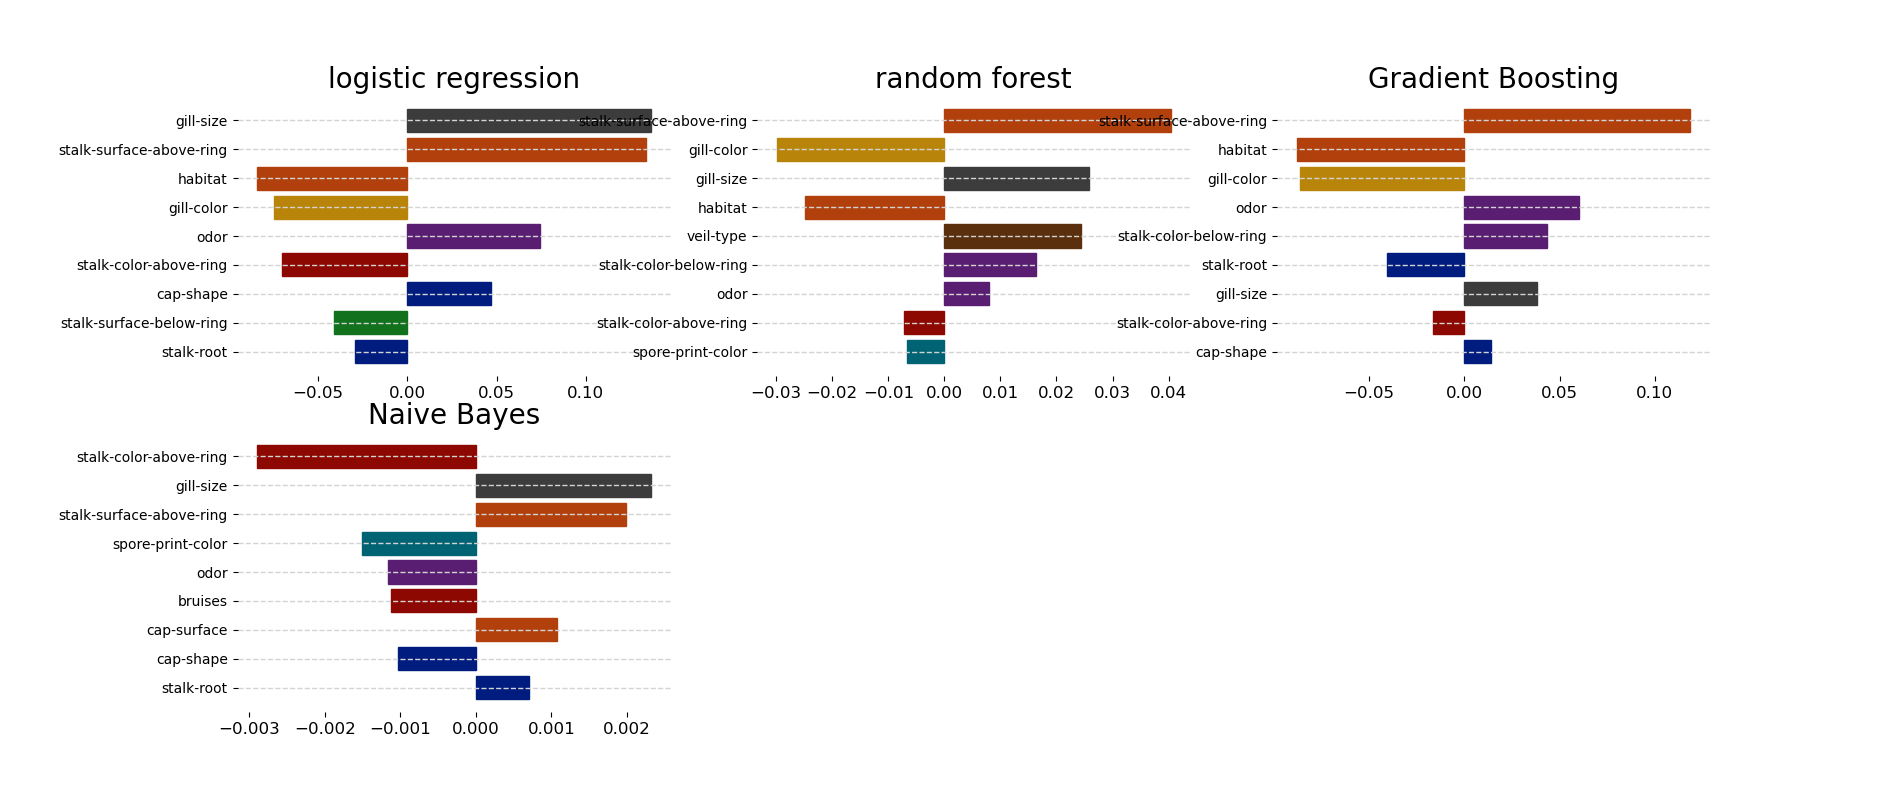 logistic regression
gill-size
stalk-surface-above-ring
habitat
gill-color
odor
stalk-color-above-ring
cap-shape
stalk-surface-below-ring
stalk-root
−0.05 0.00 0.05 0.10
random forest
stalk-surface-above-ring
gill-color
gill-size
habitat
veil-type
stalk-color-below-ring
odor
stalk-color-above-ring
spore-print-color
−0.03 −0.02 −0.01 0.00 0.01 0.02 0.03 0.04
Gradient Boosting
stalk-surface-above-ring
habitat
gill-color
odor
stalk-color-below-ring
stalk-root
gill-size
stalk-color-above-ring
cap-shape
−0.05 0.00 0.05 0.10
Naive Bayes
stalk-color-above-ring
gill-size
stalk-surface-above-ring
spore-print-color
odor
bruises
cap-surface
cap-shape
stalk-root
−0.003 −0.002 −0.001 0.000 0.001 0.002